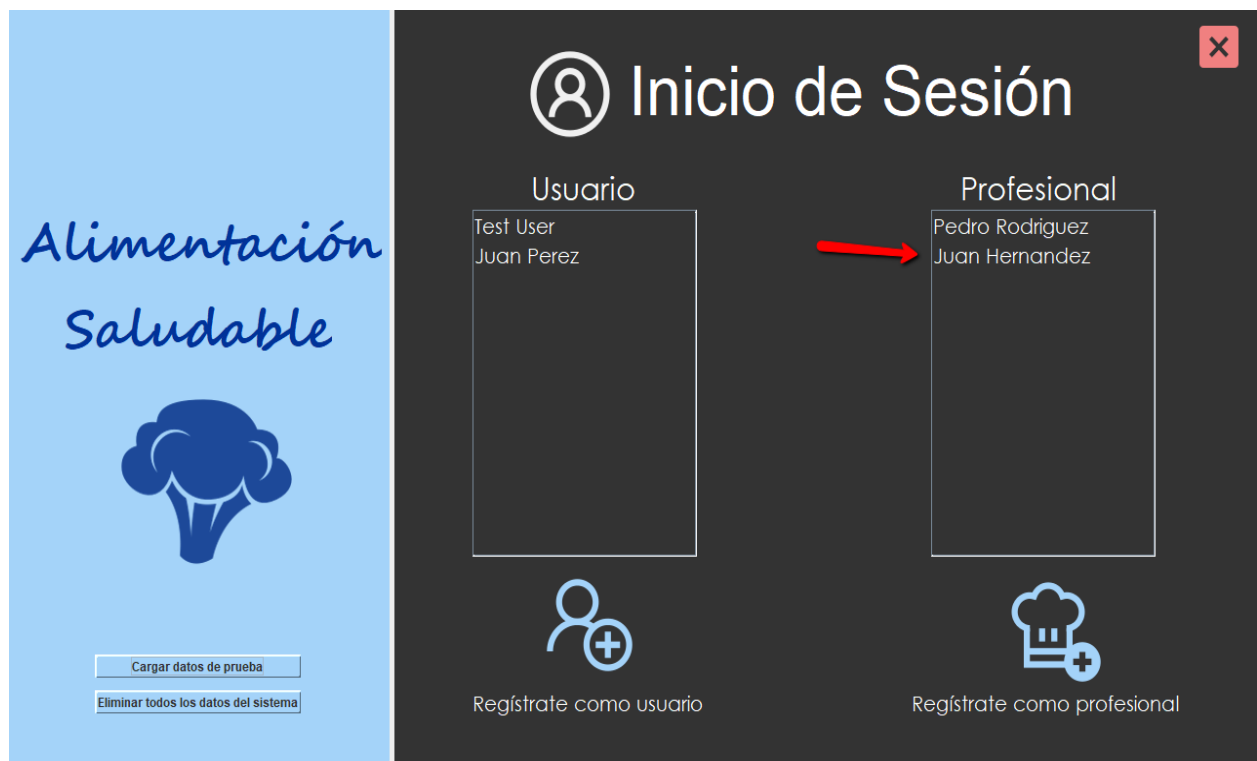 Inicio de Sesión
Alimentación
Saludable
Cargar datos de prueba
Eliminar todos los datos del sistema
Usuario
Test User
Juan Perez
Regístrate como usuario
Profesional
Pedro Rodriguez
Juan Hernandez
Regístrate como profesional